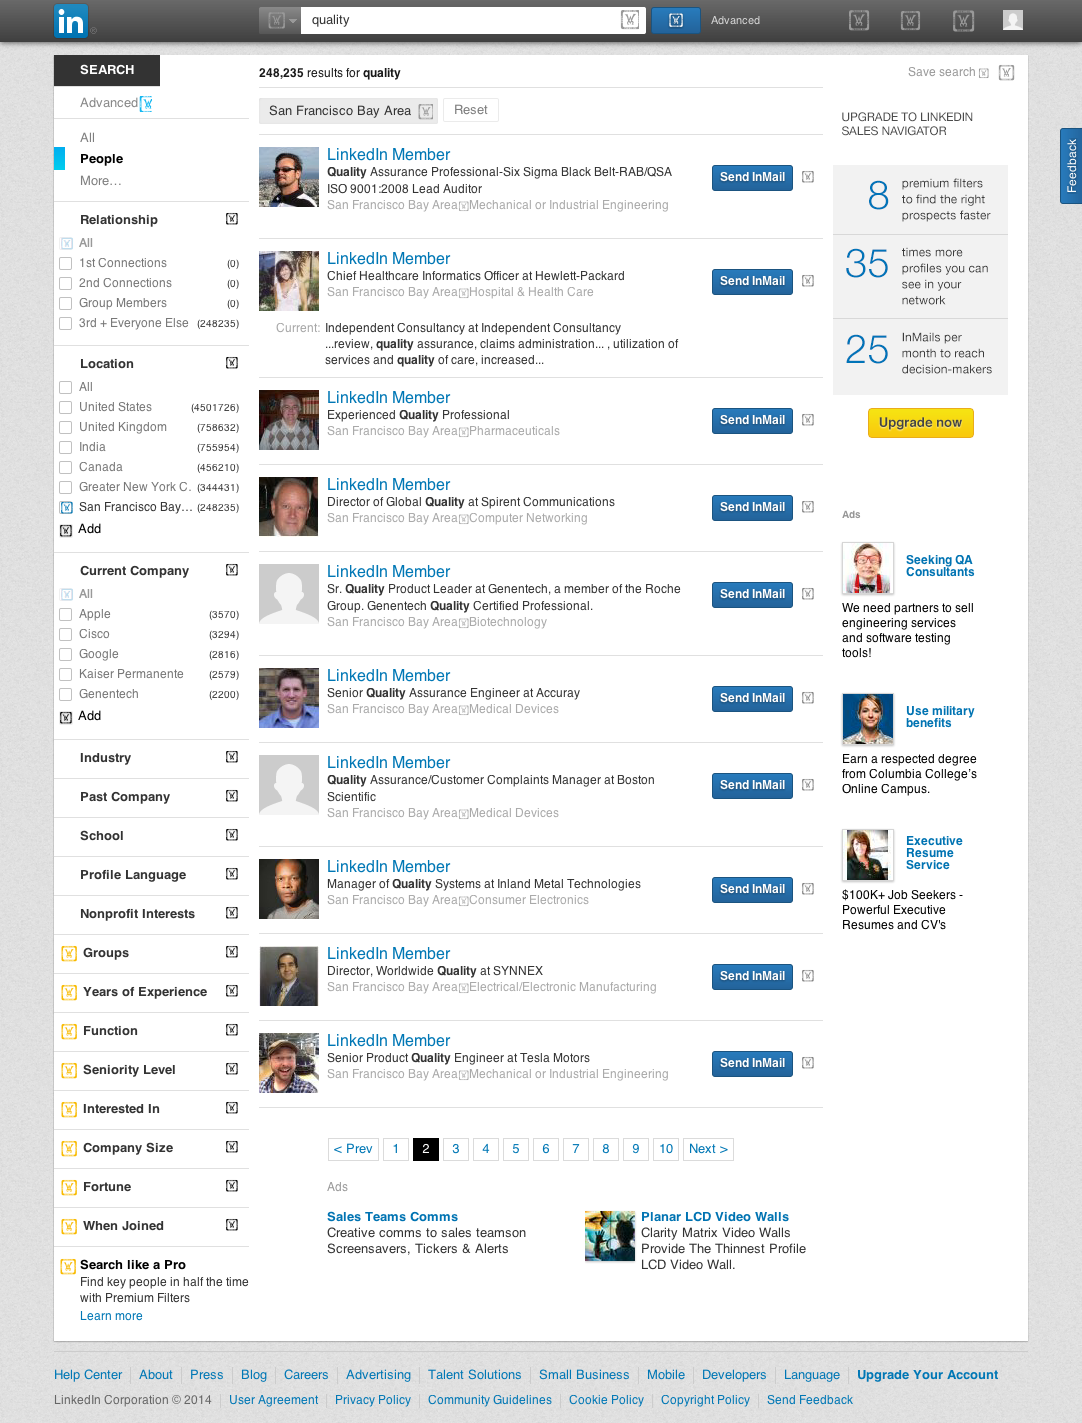 in
quality
Advanced
SEARCH
Advanced
All
People
More...
Relationship
All
1st Connections (0)
2nd Connections (0)
Group Members (0)
3rd + Everyone Else (248235)
Location
All
United States (4501726)
United Kingdom (758632)
India (755954)
Canada (456210)
Greater New York C. (344431)
San Francisco Bay... (248235)
Add
Current Company
All
Apple (3570)
Cisco (3294)
Google (2816)
Kaiser Permanente (2579)
Genentech (2200)
Add
Industry
Past Company
School
Profile Language
Nonprofit Interests
Groups
Years of Experience
Function
Seniority Level
Interested In
Company Size
Fortune
When Joined
Search like a Pro
Find key people in half the time
with Premium Filters
Learn more
248,235 results for quality
Save search
San Francisco Bay Area
Reset
LinkedIn Member
Quality Assurance Professional-Six Sigma Black Belt-RAB/QSA
ISO 9001:2008 Lead Auditor
San Francisco Bay Area Mechanical or Industrial Engineering
Send InMail
LinkedIn Member
Chief Healthcare Informatics Officer at Hewlett-Packard
San Francisco Bay Area Hospital & Health Care
Send InMail
Current: Independent Consultancy at Independent Consultancy
...review, quality assurance, claims administration... , utilization of
services and quality of care, increased...
LinkedIn Member
Experienced Quality Professional
San Francisco Bay Area Pharmaceuticals
Send InMail
LinkedIn Member
Director of Global Quality at Spirent Communications
San Francisco Bay Area Computer Networking
Send InMail
LinkedIn Member
Sr. Quality Product Leader at Genentech, a member of the Roche
Group. Genentech Quality Certified Professional.
San Francisco Bay Area Biotechnology
Send InMail
LinkedIn Member
Senior Quality Assurance Engineer at Accuray
San Francisco Bay Area Medical Devices
Send InMail
LinkedIn Member
Quality Assurance/Customer Complaints Manager at Boston
Scientific
San Francisco Bay Area Medical Devices
Send InMail
LinkedIn Member
Manager of Quality Systems at Inland Metal Technologies
San Francisco Bay Area Consumer Electronics
Send InMail
LinkedIn Member
Director, Worldwide Quality at SYNNEX
San Francisco Bay Area Electrical/Electronic Manufacturing
Send InMail
LinkedIn Member
Senior Product Quality Engineer at Tesla Motors
San Francisco Bay Area Mechanical or Industrial Engineering
Send InMail
< Prev 1 2 3 4 5 6 7 8 9 10 Next >
Ads
Sales Teams Comms
Creative comms to sales teamson
Screensavers, Tickers & Alerts
Planar LCD Video Walls
Clarity Matrix Video Walls
Provide The Thinnest Profile
LCD Video Wall.
UPGRADE TO LINKEDIN
SALES NAVIGATOR
8 premium filters
to find the right
prospects faster
35 times more
profiles you can
see in your
network
25 InMails per
month to reach
decision-makers
Upgrade now
Ads
Seeking QA
Consultants
We need partners to sell
engineering services
and software testing
tools!
Use military
benefits
Earn a respected degree
from Columbia College's
Online Campus.
Executive
Resume
Service
$100K+ Job Seekers -
Powerful Executive
Resumes and CV's
Feedback
Help Center About Press Blog Careers Advertising Talent Solutions Small Business Mobile Developers Language Upgrade Your Account
LinkedIn Corporation © 2014 User Agreement Privacy Policy Community Guidelines Cookie Policy Copyright Policy Send Feedback